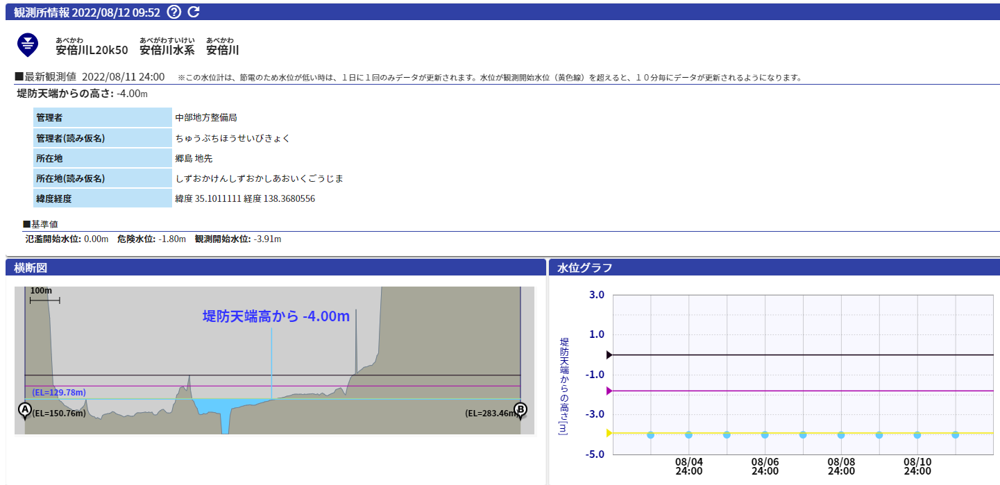 観測所情報 2022/08/12 09:52
あべかわ あべがわすいけい あべかわ
安倍川L20k50 安倍川水系 安倍川
■最新観測値 2022/08/11 24:00 ※この水位計は、節電のため水位が低い時は、１日に１回のみデータが更新されます。水位が観測開始水位（黄色線）を超えると、１０分毎にデータが更新されるようになります。
堤防天端からの高さ: -4.00m
管理者 中部地方整備局
管理者(読み仮名) ちゅうぶちほうせいびきょく
所在地 郷島 地先
所在地(読み仮名) しずおかけんしずおかしあおいくごうじま
緯度経度 緯度 35.1011111 経度 138.3680556
■基準値
氾濫開始水位: 0.00m 危険水位: -1.80m 観測開始水位: -3.91m
横断図
100m
堤防天端高から -4.00m
(EL=129.78m)
A
(EL=150.76m)
(EL=283.46m)
B
水位グラフ
堤防天端からの高さ[m]
3.0
1.0
-1.0
-3.0
-5.0
08/04 08/06 08/08 08/10
24:00 24:00 24:00 24:00